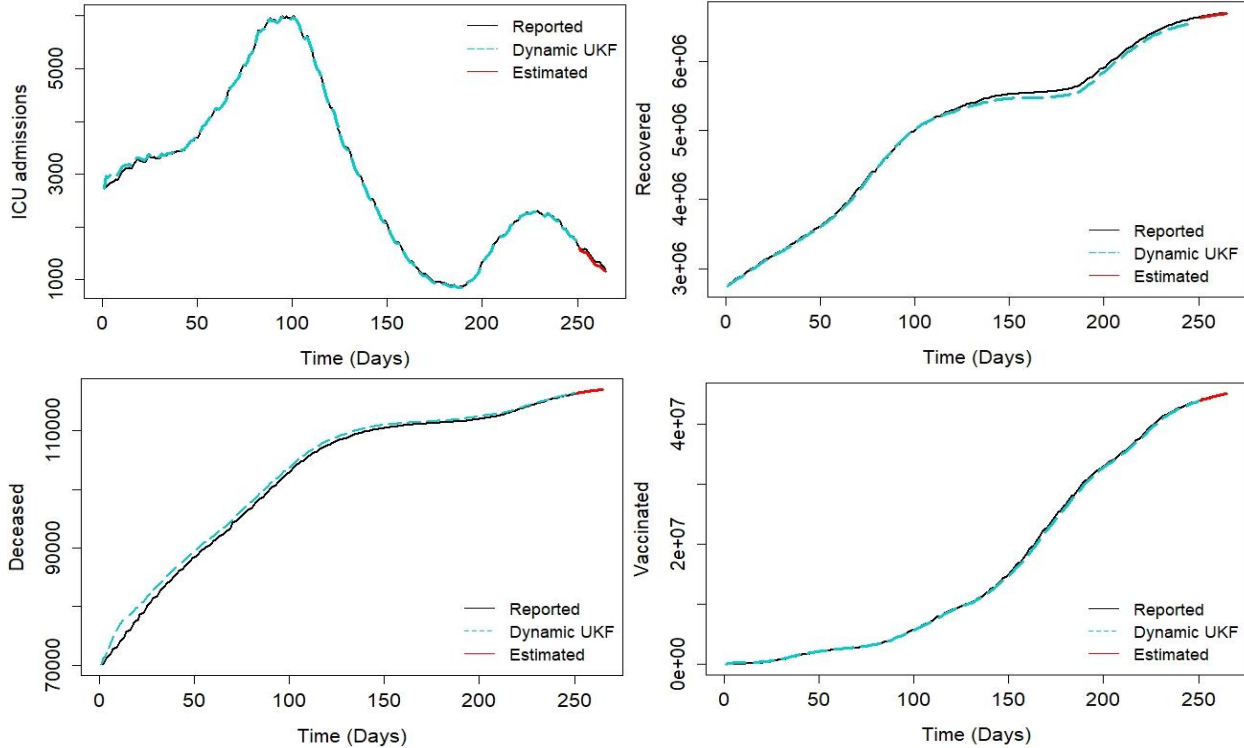 ICU admissions
5000
3000
1000
Reported
Dynamic UKF
Estimated
0 50 100 150 200 250
Time (Days)
Recovered
6e+06
5e+06
4e+06
3e+06
Reported
Dynamic UKF
Estimated
0 50 100 150 200 250
Time (Days)
Deceased
110000
90000
70000
Reported
Dynamic UKF
Estimated
0 50 100 150 200 250
Time (Days)
Vaccinated
4e+07
2e+07
0e+00
Reported
Dynamic UKF
Estimated
0 50 100 150 200 250
Time (Days)